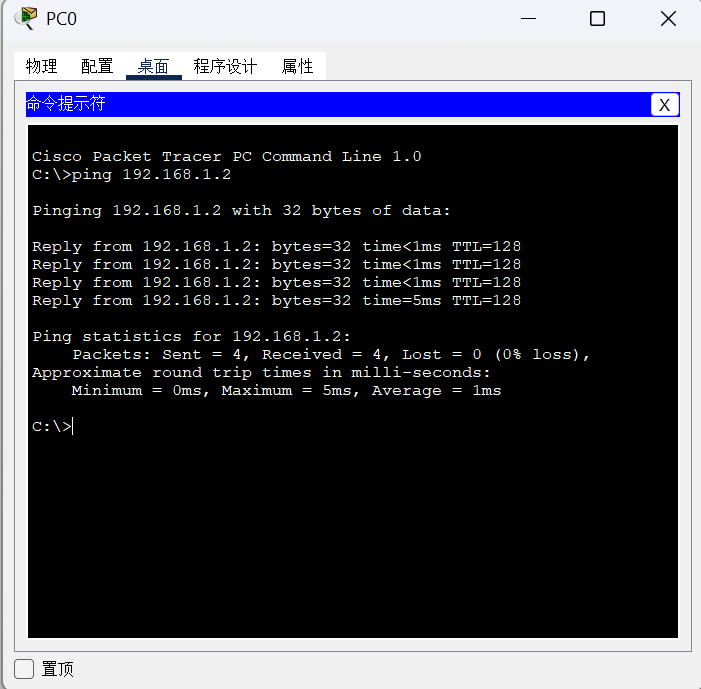 PC0
物理 配置 桌面 程序设计 属性
命令提示符 X
Cisco Packet Tracer PC Command Line 1.0
C:\>ping 192.168.1.2
Pinging 192.168.1.2 with 32 bytes of data:
Reply from 192.168.1.2: bytes=32 time<1ms TTL=128
Reply from 192.168.1.2: bytes=32 time<1ms TTL=128
Reply from 192.168.1.2: bytes=32 time<1ms TTL=128
Reply from 192.168.1.2: bytes=32 time=5ms TTL=128
Ping statistics for 192.168.1.2:
Packets: Sent = 4, Received = 4, Lost = 0 (0% loss),
Approximate round trip times in milli-seconds:
Minimum = 0ms, Maximum = 5ms, Average = 1ms
C:\>
置顶